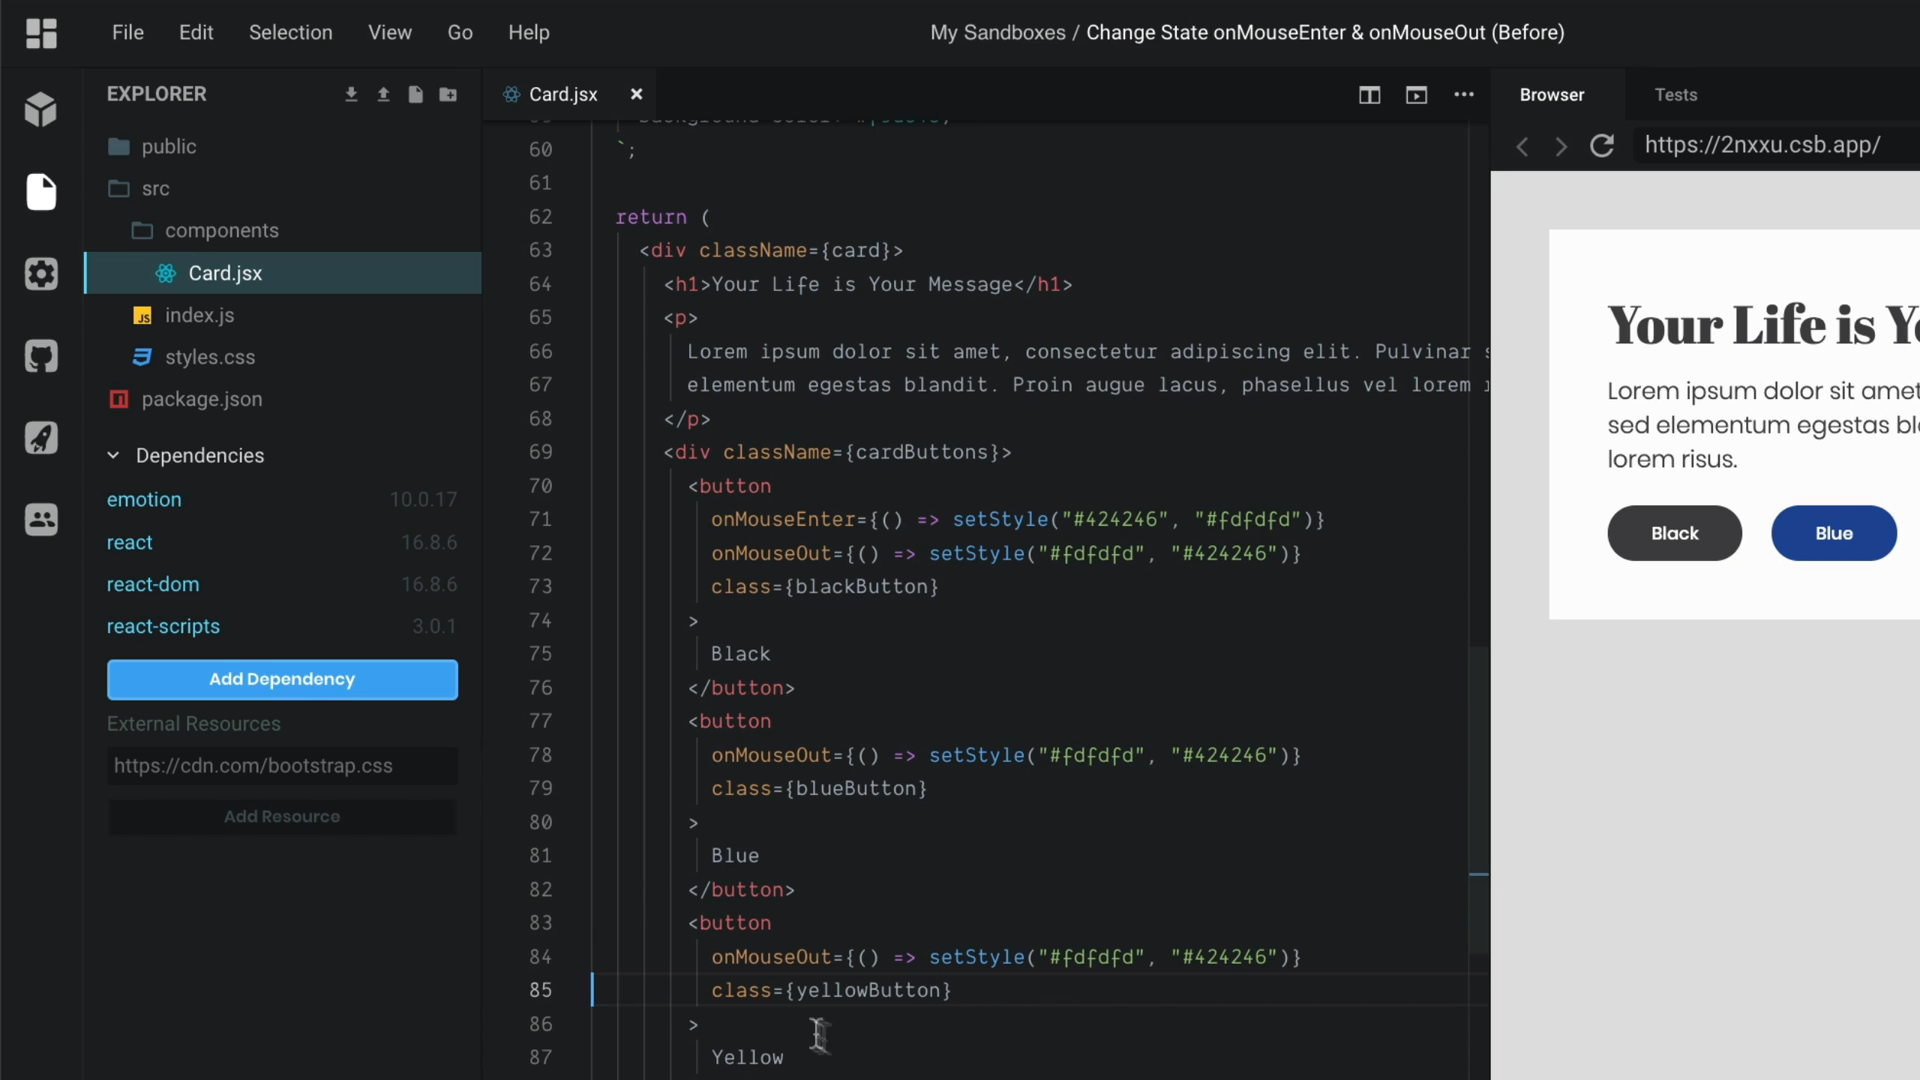 File Edit Selection View Go Help
My Sandboxes / Change State onMouseEnter & onMouseOut (Before)
EXPLORER
public
src
components
Card.jsx
index.js
styles.css
package.json
Dependencies
emotion 10.0.17
react 16.8.6
react-dom 16.8.6
react-scripts 3.0.1
Add Dependency
External Resources
https://cdn.com/bootstrap.css
Add Resource
Card.jsx
60 `;
61
62 return (
63 <div className={card}>
64 <h1>Your Life is Your Message</h1>
65 <p>
66 Lorem ipsum dolor sit amet, consectetur adipiscing elit. Pulvinar
67 elementum egestas blandit. Proin augue lacus, phasellus vel lorem
68 </p>
69 <div className={cardButtons}>
70 <button
71 onMouseEnter={() => setStyle("#424246", "#fdfdfd")}
72 onMouseOut={() => setStyle("#fdfdfd", "#424246")}
73 class={blackButton}
74 >
75 Black
76 </button>
77 <button
78 onMouseOut={() => setStyle("#fdfdfd", "#424246")}
79 class={blueButton}
80 >
81 Blue
82 </button>
83 <button
84 onMouseOut={() => setStyle("#fdfdfd", "#424246")}
85 class={yellowButton}
86 >
87 Yellow
Browser Tests
https://2nxxu.csb.app/
Your Life is Yo
Lorem ipsum dolor sit amet
sed elementum egestas bl
lorem risus.
Black Blue